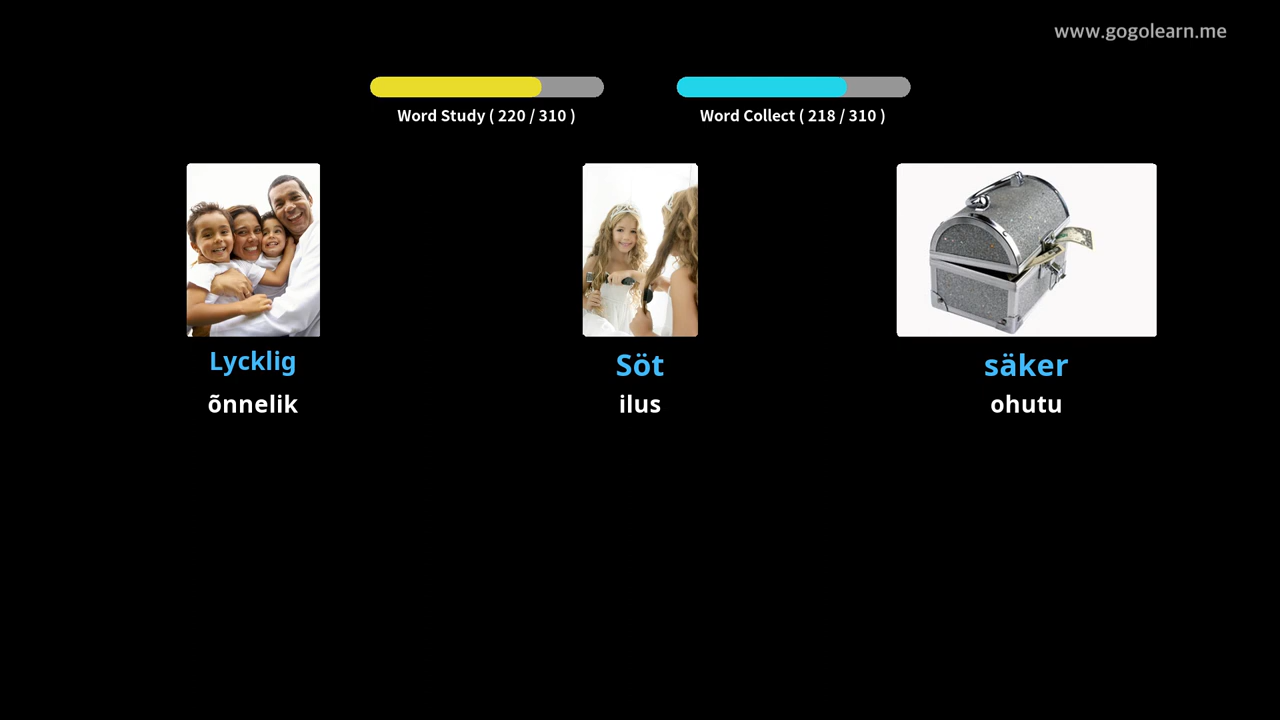 www.gogolearn.me
Word Study ( 220 / 310 )
Word Collect ( 218 / 310 )
Lycklig
Söt
säker
õnnelik
ilus
ohutu